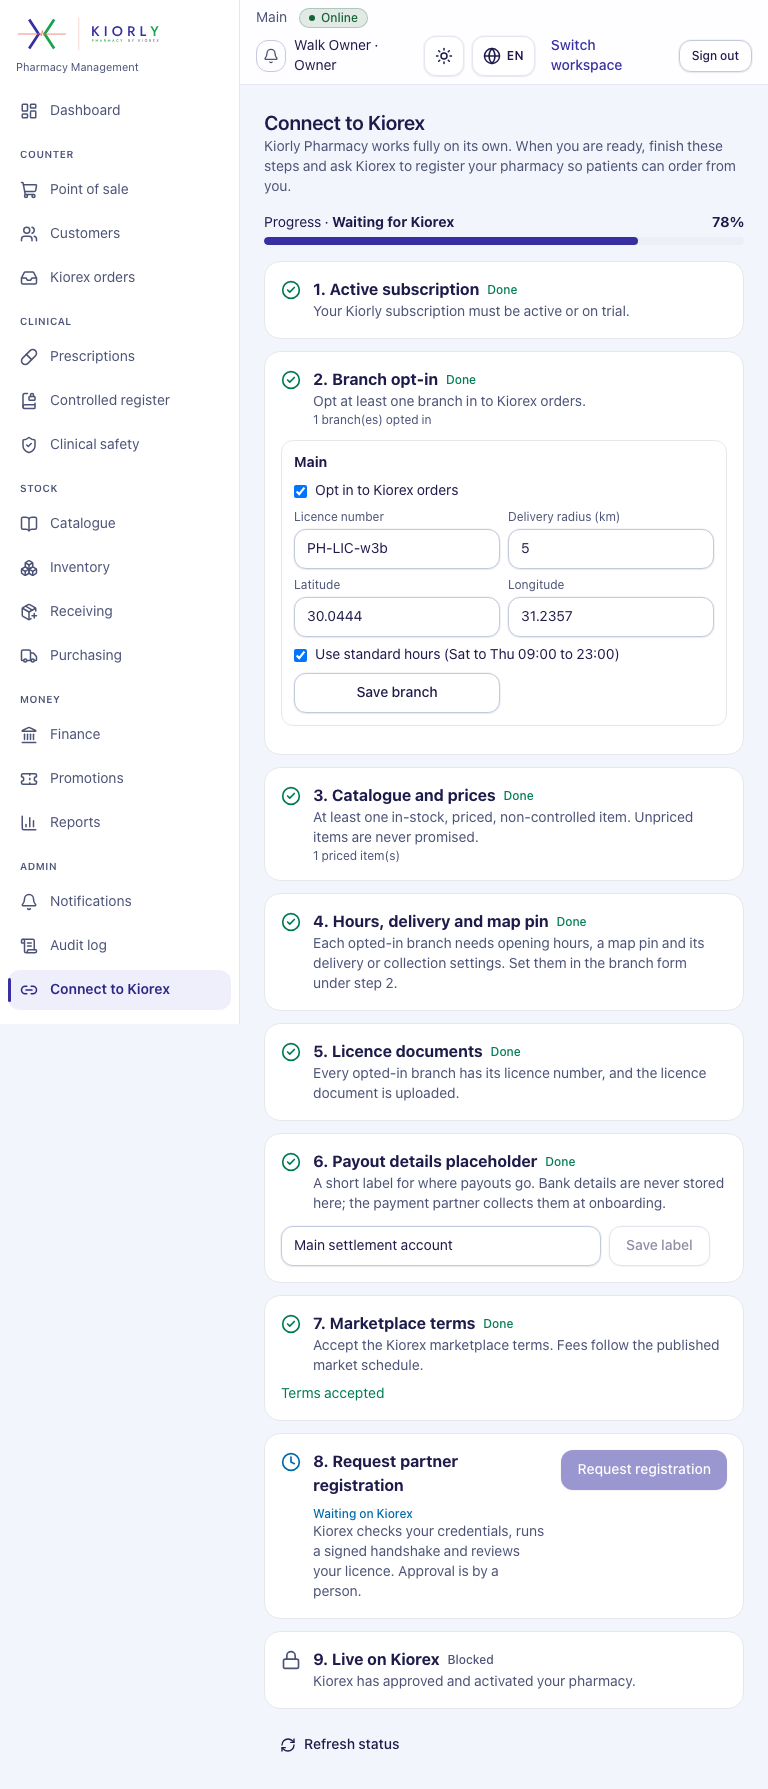 KIORLY
PHARMACY BY KIOREX
Pharmacy Management
Dashboard
COUNTER
Point of sale
Customers
Kiorex orders
CLINICAL
Prescriptions
Controlled register
Clinical safety
STOCK
Catalogue
Inventory
Receiving
Purchasing
MONEY
Finance
Promotions
Reports
ADMIN
Notifications
Audit log
Connect to Kiorex
Main
Online
Walk Owner ·
Owner
EN
Switch
workspace
Sign out
Connect to Kiorex
Kiorly Pharmacy works fully on its own. When you are ready, finish these
steps and ask Kiorex to register your pharmacy so patients can order from
you.
Progress · Waiting for Kiorex 78%
1. Active subscription Done
Your Kiorly subscription must be active or on trial.
2. Branch opt-in Done
Opt at least one branch in to Kiorex orders.
1 branch(es) opted in
Main
Opt in to Kiorex orders
Licence number Delivery radius (km)
PH-LIC-w3b 5
Latitude Longitude
30.0444 31.2357
Use standard hours (Sat to Thu 09:00 to 23:00)
Save branch
3. Catalogue and prices Done
At least one in-stock, priced, non-controlled item. Unpriced
items are never promised.
1 priced item(s)
4. Hours, delivery and map pin Done
Each opted-in branch needs opening hours, a map pin and its
delivery or collection settings. Set them in the branch form
under step 2.
5. Licence documents Done
Every opted-in branch has its licence number, and the licence
document is uploaded.
6. Payout details placeholder Done
A short label for where payouts go. Bank details are never stored
here; the payment partner collects them at onboarding.
Main settlement account Save label
7. Marketplace terms Done
Accept the Kiorex marketplace terms. Fees follow the published
market schedule.
Terms accepted
8. Request partner
registration
Request registration
Waiting on Kiorex
Kiorex checks your credentials, runs
a signed handshake and reviews
your licence. Approval is by a
person.
9. Live on Kiorex Blocked
Kiorex has approved and activated your pharmacy.
Refresh status